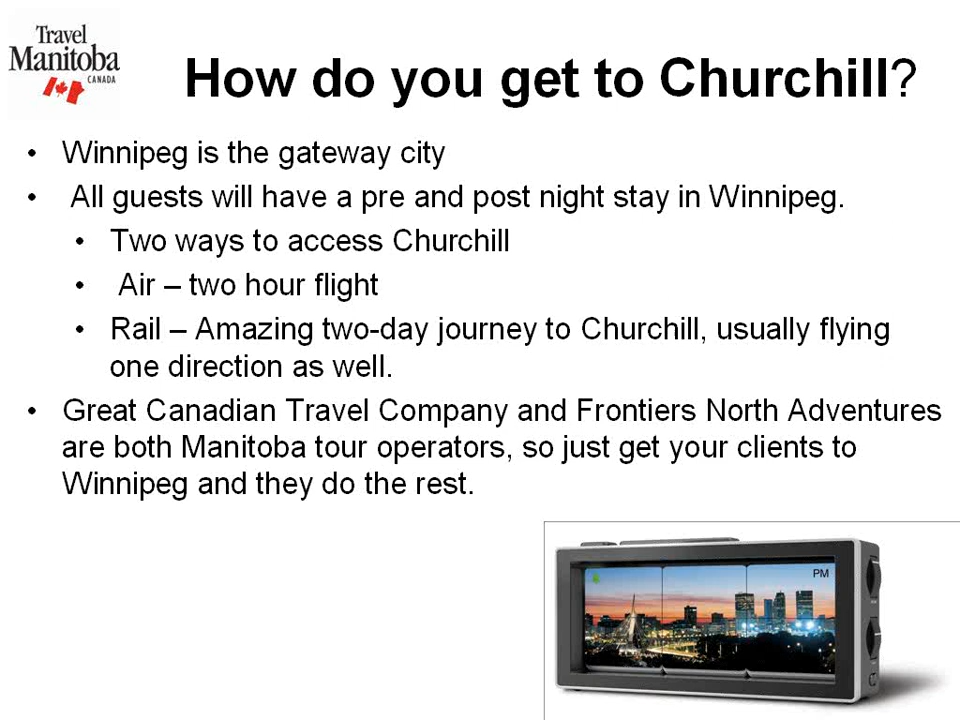 Travel
Manitoba
CANADA
How do you get to Churchill?
• Winnipeg is the gateway city
• All guests will have a pre and post night stay in Winnipeg.
• Two ways to access Churchill
• Air – two hour flight
• Rail – Amazing two-day journey to Churchill, usually flying
one direction as well.
• Great Canadian Travel Company and Frontiers North Adventures
are both Manitoba tour operators, so just get your clients to
Winnipeg and they do the rest.
PM